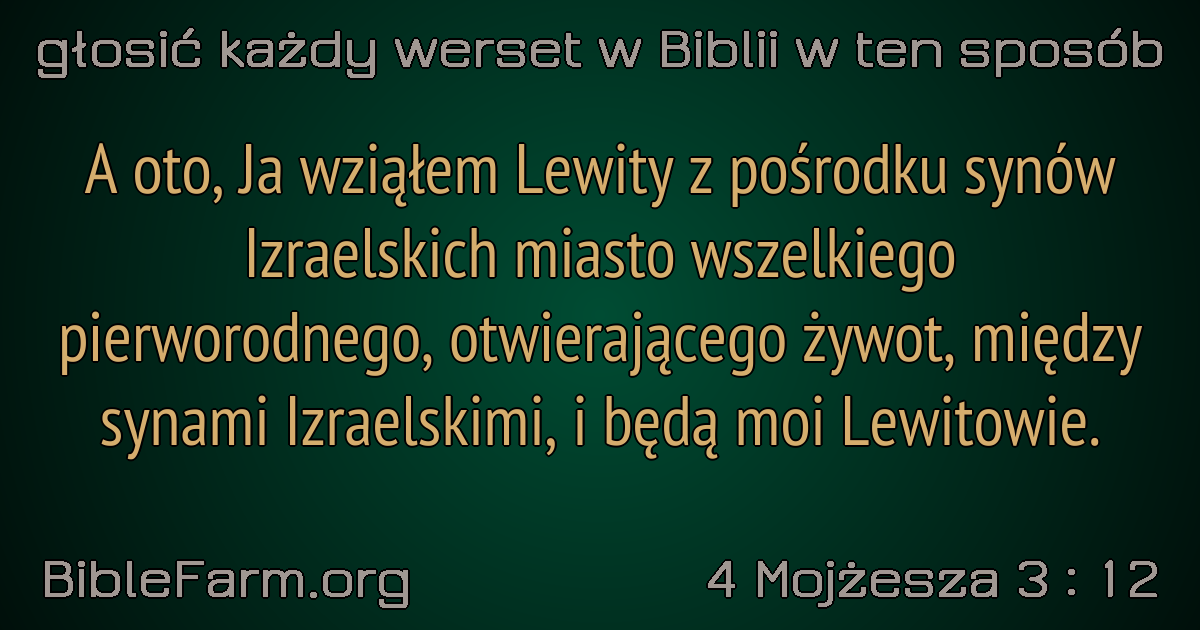 głosić każdy werset w Biblii w ten sposób
A oto, Ja wziąłem Lewity z pośrodku synów
Izraelskich miasto wszelkiego
pierworodnego, otwierającego żywot, między
synami Izraelskimi, i będą moi Lewitowie.
BibleFarm.org
4 Mojżesza 3 : 12